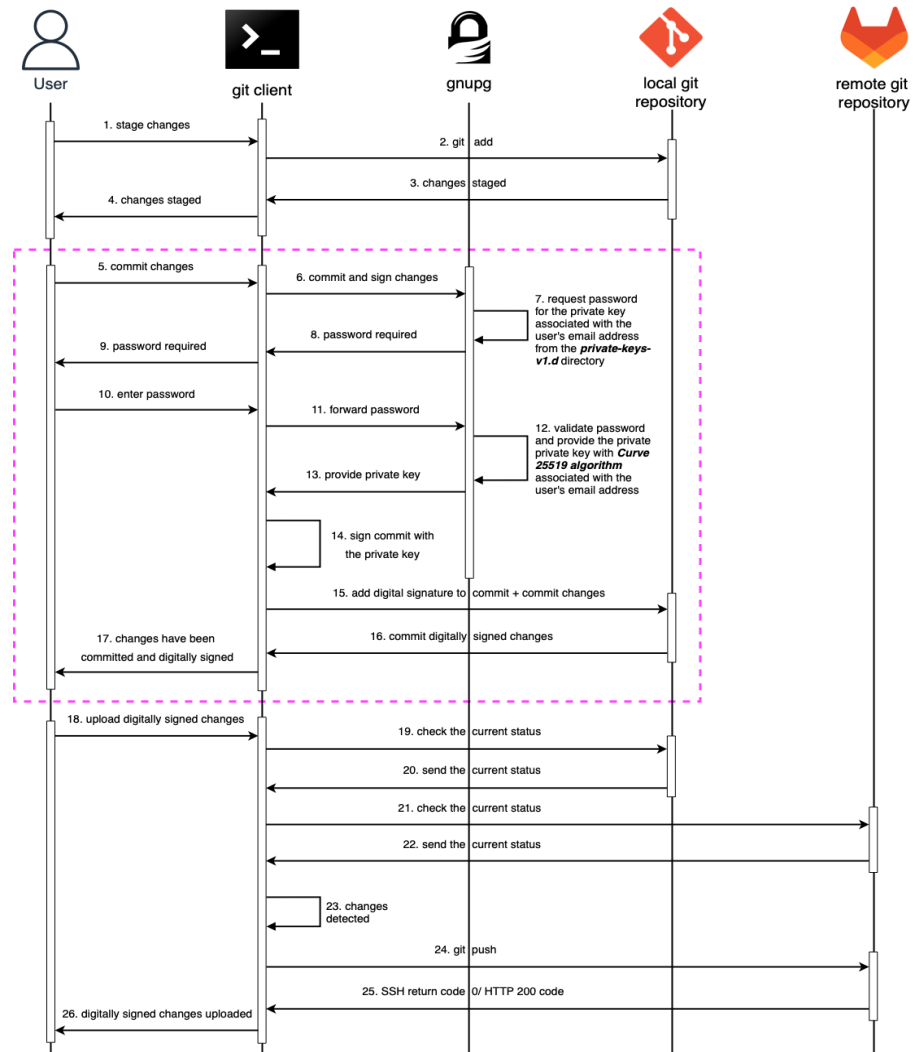 User
git client
gnupg
local git
repository
remote git
repository
1. stage changes
2. git add
3. changes staged
4. changes staged
5. commit changes
6. commit and sign changes
7. request password
for the private key
associated with the
user's email address
from the private-keys-
v1.d directory
8. password required
9. password required
10. enter password
11. forward password
12. validate password
and provide the private
private key with Curve
25519 algorithm
associated with the
user's email address
13. provide private key
14. sign commit with
the private key
15. add digital signature to commit + commit changes
16. commit digitally signed changes
17. changes have been
committed and digitally signed
18. upload digitally signed changes
19. check the current status
20. send the current status
21. check the current status
22. send the current status
23. changes
detected
24. git push
25. SSH return code 0/ HTTP 200 code
26. digitally signed changes uploaded